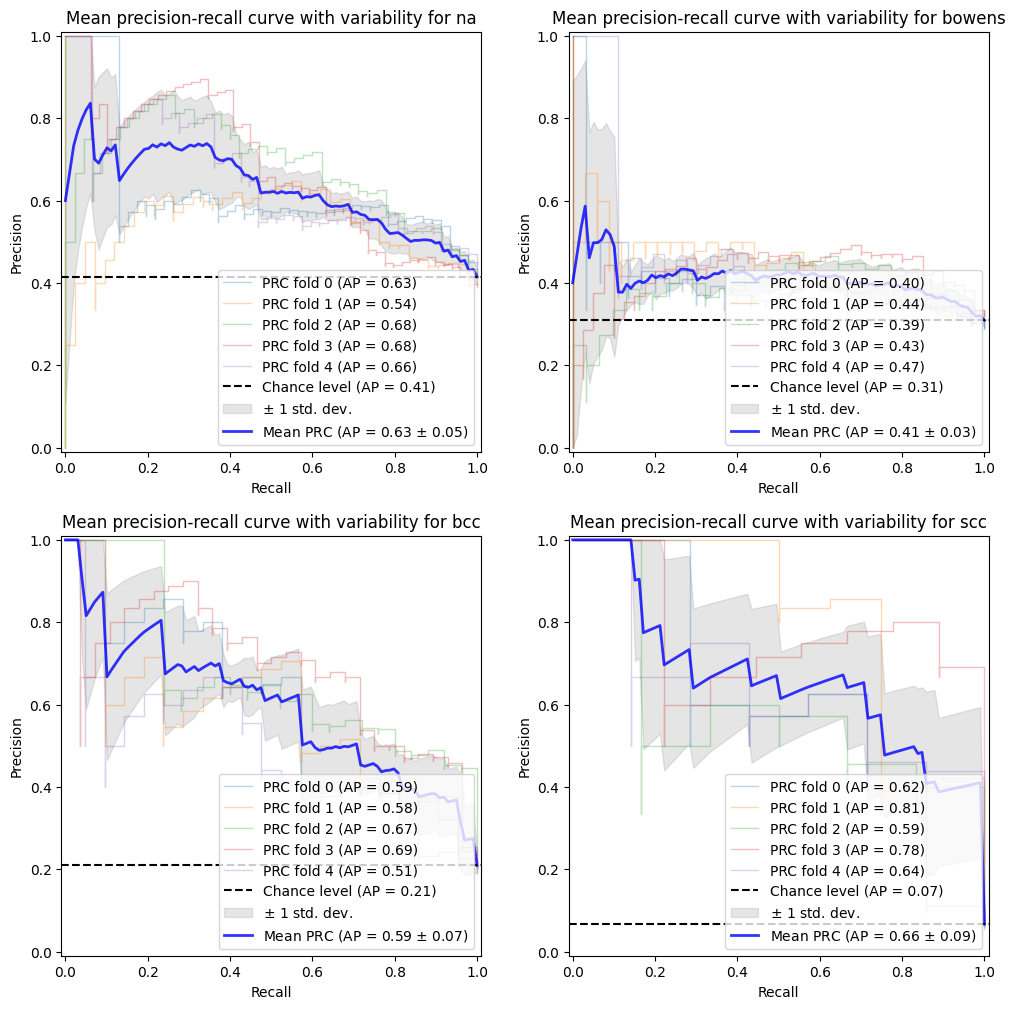 Mean precision-recall curve with variability for na
1.0
0.8
0.6
0.4
0.2
0.0
Precision
PRC fold 0 (AP = 0.63)
PRC fold 1 (AP = 0.54)
PRC fold 2 (AP = 0.68)
PRC fold 3 (AP = 0.68)
PRC fold 4 (AP = 0.66)
Chance level (AP = 0.41)
± 1 std. dev.
Mean PRC (AP = 0.63 ± 0.05)
0.0 0.2 0.4 0.6 0.8 1.0
Recall
Mean precision-recall curve with variability for bowens
1.0
0.8
0.6
0.4
0.2
0.0
Precision
PRC fold 0 (AP = 0.40)
PRC fold 1 (AP = 0.44)
PRC fold 2 (AP = 0.39)
PRC fold 3 (AP = 0.43)
PRC fold 4 (AP = 0.47)
Chance level (AP = 0.31)
± 1 std. dev.
Mean PRC (AP = 0.41 ± 0.03)
0.0 0.2 0.4 0.6 0.8 1.0
Recall
Mean precision-recall curve with variability for bcc
1.0
0.8
0.6
0.4
0.2
0.0
Precision
PRC fold 0 (AP = 0.59)
PRC fold 1 (AP = 0.58)
PRC fold 2 (AP = 0.67)
PRC fold 3 (AP = 0.69)
PRC fold 4 (AP = 0.51)
Chance level (AP = 0.21)
± 1 std. dev.
Mean PRC (AP = 0.59 ± 0.07)
0.0 0.2 0.4 0.6 0.8 1.0
Recall
Mean precision-recall curve with variability for scc
1.0
0.8
0.6
0.4
0.2
0.0
Precision
PRC fold 0 (AP = 0.62)
PRC fold 1 (AP = 0.81)
PRC fold 2 (AP = 0.59)
PRC fold 3 (AP = 0.78)
PRC fold 4 (AP = 0.64)
Chance level (AP = 0.07)
± 1 std. dev.
Mean PRC (AP = 0.66 ± 0.09)
0.0 0.2 0.4 0.6 0.8 1.0
Recall